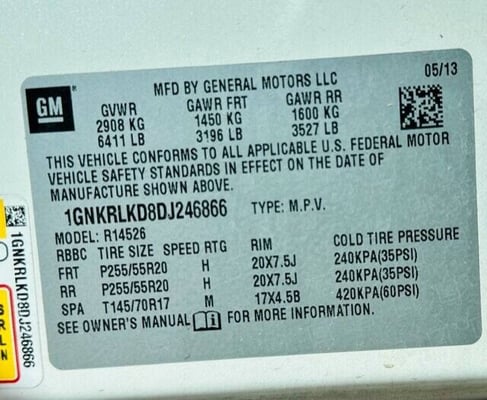 MFD BY GENERAL MOTORS LLC 05/13
GM
GVWR GAWR FRT GAWR RR
2908 KG 1450 KG 1600 KG
6411 LB 3196 LB 3527 LB
THIS VEHICLE CONFORMS TO ALL APPLICABLE U.S. FEDERAL MOTOR
VEHICLE SAFETY STANDARDS IN EFFECT ON THE DATE OF
MANUFACTURE SHOWN ABOVE.
1GNKRLKD8DJ246866 TYPE: M.P.V.
MODEL: R14526
RBBC TIRE SIZE SPEED RTG RIM COLD TIRE PRESSURE
FRT P255/55R20 H 20X7.5J 240KPA(35PSI)
RR P255/55R20 H 20X7.5J 240KPA(35PSI)
SPA T145/70R17 M 17X4.5B 420KPA(60PSI)
SEE OWNER'S MANUAL FOR MORE INFORMATION.
1GNKRLKD8DJ246866
S
R
L
N